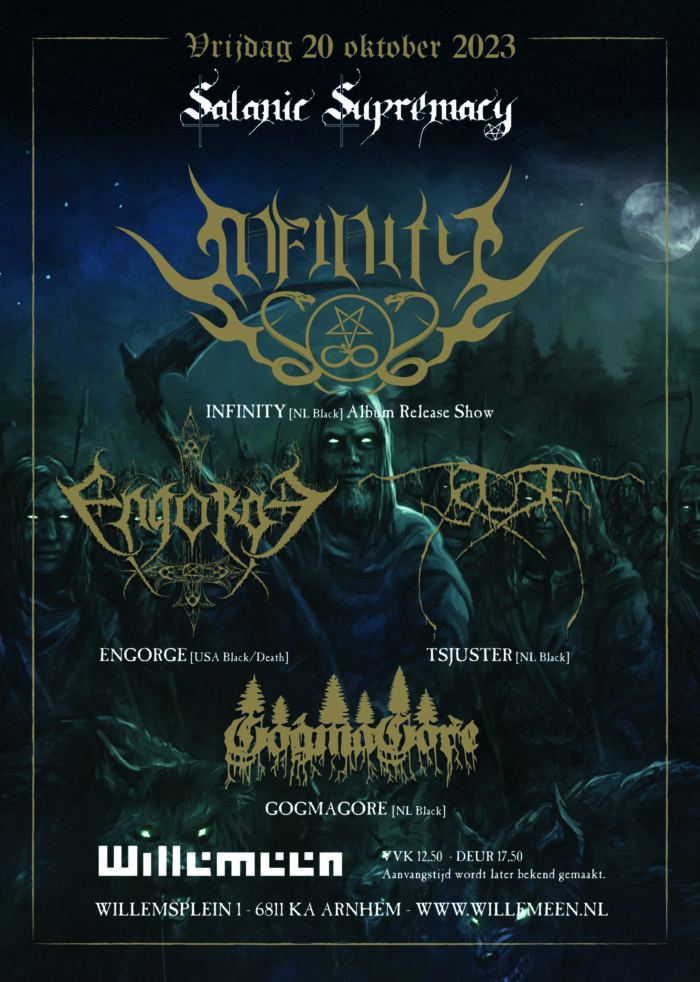 Vrijdag 20 oktober 2023
Satanic Supremacy
INFINITY
INFINITY [NL Black] Album Release Show
ENGORGE
TSJUSTER
ENGORGE [USA Black/Death]
TSJUSTER [NL Black]
GogmaGore
GOGMAGORE [NL Black]
Willemeen
VVK 12,50 - DEUR 17,50
Aanvangstijd wordt later bekend gemaakt.
WILLEMSPLEIN 1 - 6811 KA ARNHEM - WWW.WILLEMEEN.NL